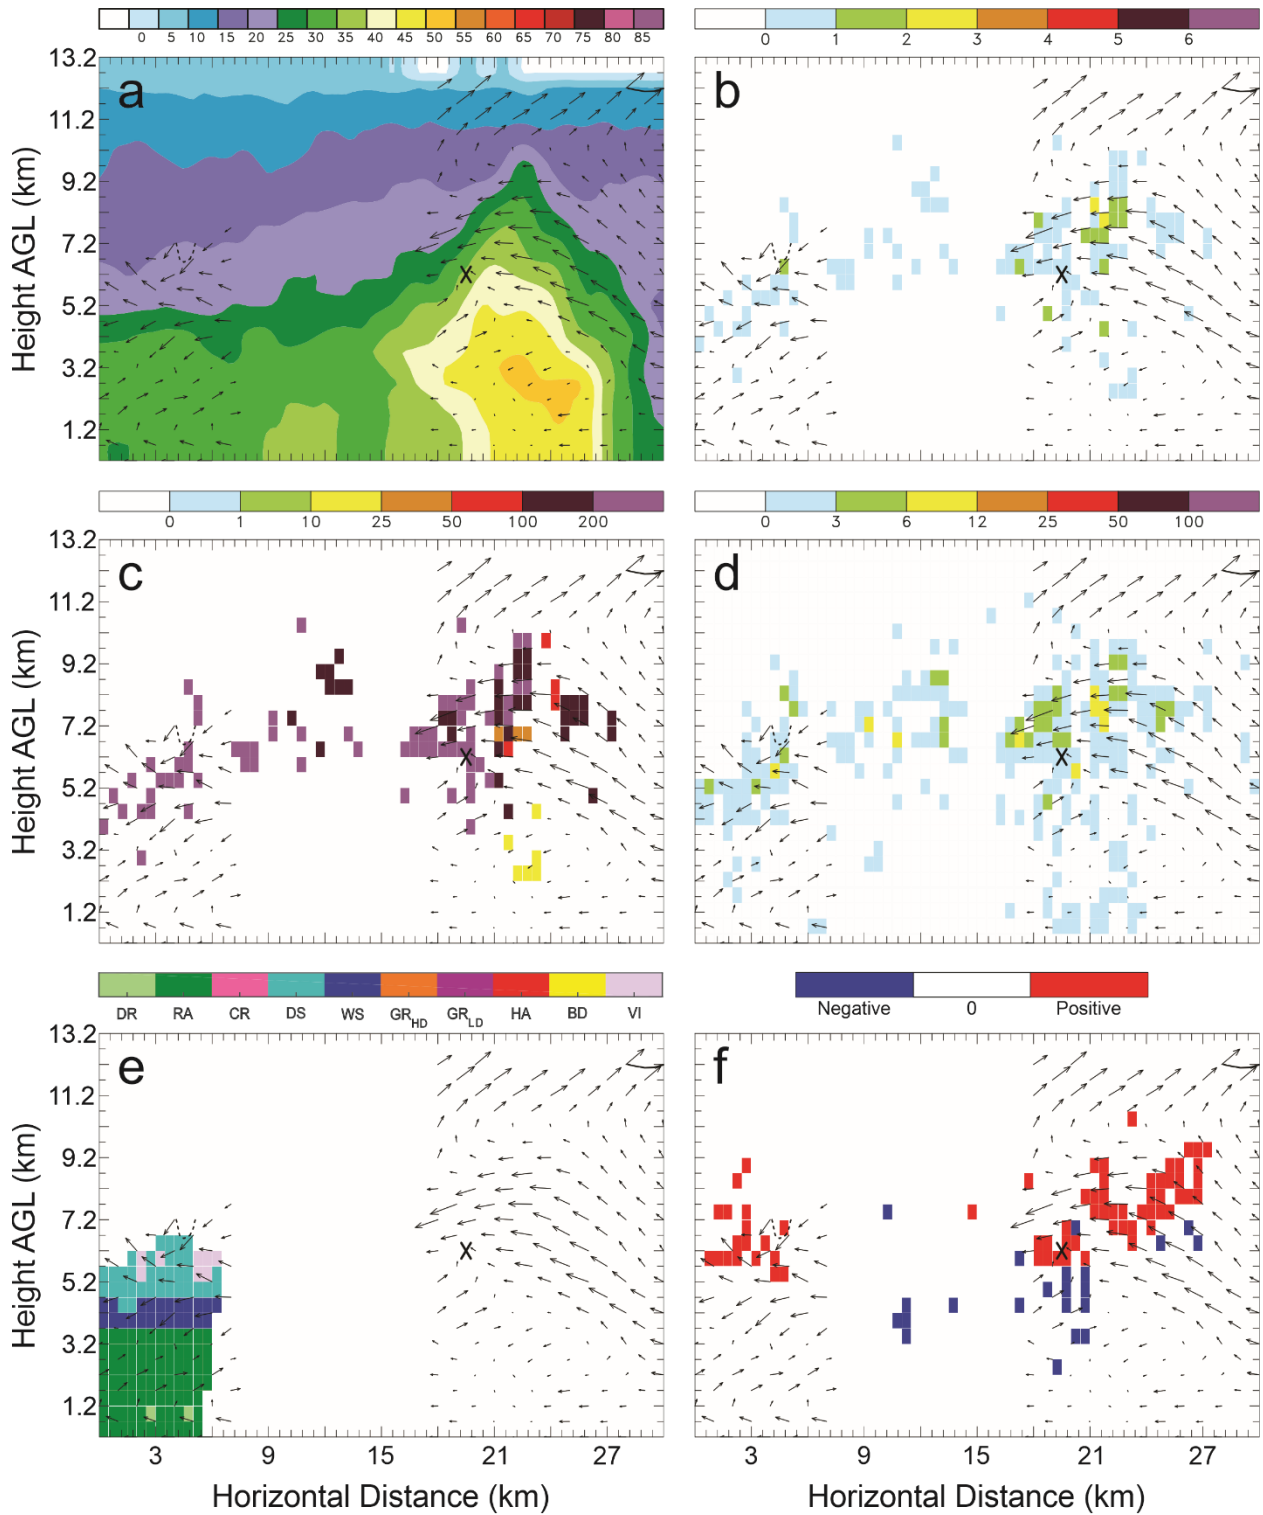 0 5 10 15 20 25 30 35 40 45 50 55 60 65 70 75 80 85
0 1 2 3 4 5 6
a
b
13.2
11.2
9.2
7.2
5.2
3.2
1.2
Height AGL (km)
X
X
0 1 10 25 50 100 200
0 3 6 12 25 50 100
c
d
13.2
11.2
9.2
7.2
5.2
3.2
1.2
Height AGL (km)
X
X
DR RA CR DS WS GR HD GR LD HA BD VI
Negative 0 Positive
e
f
13.2
11.2
9.2
7.2
5.2
3.2
1.2
Height AGL (km)
X
X
3 9 15 21 27
3 9 15 21 27
Horizontal Distance (km)
Horizontal Distance (km)